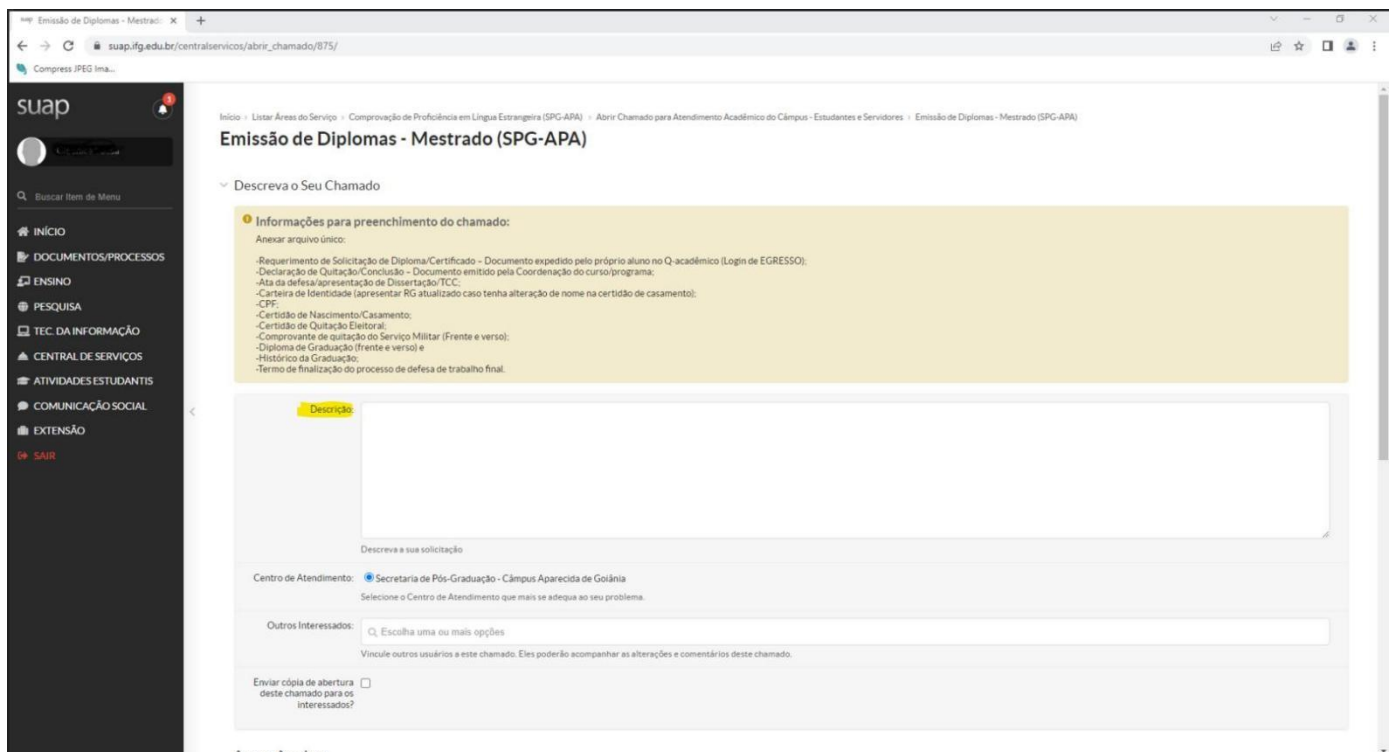 Emissão de Diplomas - Mestrado
suap.ifg.edu.br/centralservicos/abrir_chamado/875/
Compress JPEG Ima...
suap
Buscar Item de Menu
INÍCIO
DOCUMENTOS/PROCESSOS
ENSINO
PESQUISA
TEC. DA INFORMAÇÃO
CENTRAL DE SERVIÇOS
ATIVIDADES ESTUDANTIS
COMUNICAÇÃO SOCIAL
EXTENSÃO
SAIR
Início › Listar Áreas do Serviço › Comprovação de Proficiência em Língua Estrangeira (SPG-APA) › Abrir Chamado para Atendimento Acadêmico do Câmpus - Estudantes e Servidores › Emissão de Diplomas - Mestrado (SPG-APA)
Emissão de Diplomas - Mestrado (SPG-APA)
Descreva o Seu Chamado
Informações para preenchimento do chamado:
Anexar arquivo único:
-Requerimento de Solicitação de Diploma/Certificado – Documento expedido pelo próprio aluno no Q-acadêmico (Login de EGRESSO);
-Declaração de Quitação/Conclusão – Documento emitido pela Coordenação do curso/programa;
-Ata da defesa/apresentação de Dissertação/TCC;
-Carteira de Identidade (apresentar RG atualizado caso tenha alteração de nome na certidão de casamento);
-CPF;
-Certidão de Nascimento/Casamento;
-Certidão de Quitação Eleitoral;
-Comprovante de quitação do Serviço Militar (Frente e verso);
-Diploma de Graduação (frente e verso) e
-Histórico da Graduação;
-Termo de finalização do processo de defesa de trabalho final.
Descrição:
Descreva a sua solicitação
Centro de Atendimento:
Secretaria de Pós-Graduação - Câmpus Aparecida de Goiânia
Selecione o Centro de Atendimento que mais se adequa ao seu problema.
Outros Interessados:
Escolha uma ou mais opções
Vincule outros usuários a este chamado. Eles poderão acompanhar as alterações e comentários deste chamado.
Enviar cópia de abertura
deste chamado para os
interessados?